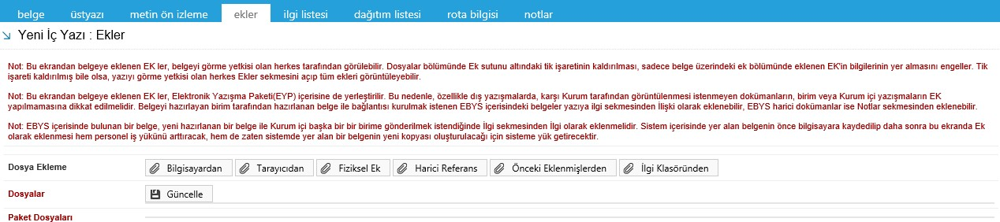 belge üstyazı metin ön izleme ekler ilgi listesi dağıtım listesi rota bilgisi notlar
Yeni İç Yazı : Ekler
Not: Bu ekrandan belgeye eklenen EK ler, belgeyi görme yetkisi olan herkes tarafından görülebilir. Dosyalar bölümünde Ek sutunu altındaki tik işaretinin kaldırılması, sadece belge üzerindeki ek bölümünde eklenen EK'in bilgilerinin yer almasını engeller. Tik
işareti kaldırılmış bile olsa, yazıyı görme yetkisi olan herkes Ekler sekmesini açıp tüm ekleri görüntüleyebilir.
Not: Bu ekrandan belgeye eklenen EK ler, Elektronik Yazışma Paketi(EYP) içerisine de yerleştirilir. Bu nedenle, özellikle dış yazışmalarda, karşı Kurum tarafından görüntülenmesi istenmeyen dokümanların, birim veya Kurum içi yazışmaların EK
yapılmamasına dikkat edilmelidir. Belgeyi hazırlayan birim tarafından hazırlanan belge ile bağlantısı kurulmak istenen EBYS içerisindeki belgeler yazıya ilgi sekmesinden İlişki olarak eklenebilir, EBYS harici dokümanlar ise Notlar sekmesinden eklenebilir.
Not: EBYS içerisinde bulunan bir belge, yeni hazırlanan bir belge ile Kurum içi başka bir bir birime gönderilmek istendiğinde İlgi sekmesinden İlgi olarak eklenmelidir. Sistem içerisinde yer alan belgenin önce bilgisayara kaydedilip daha sonra bu ekranda Ek
olarak eklenmesi hem personel iş yükünü arttıracak, hem de zaten sistemde yer alan bir belgenin yeni kopyası oluşturulacağı için sisteme yük getirecektir.
Dosya Ekleme Bilgisayardan Tarayıcıdan Fiziksel Ek Harici Referans Önceki Eklenmişlerden İlgi Klasöründen
Dosyalar Güncelle
Paket Dosyaları